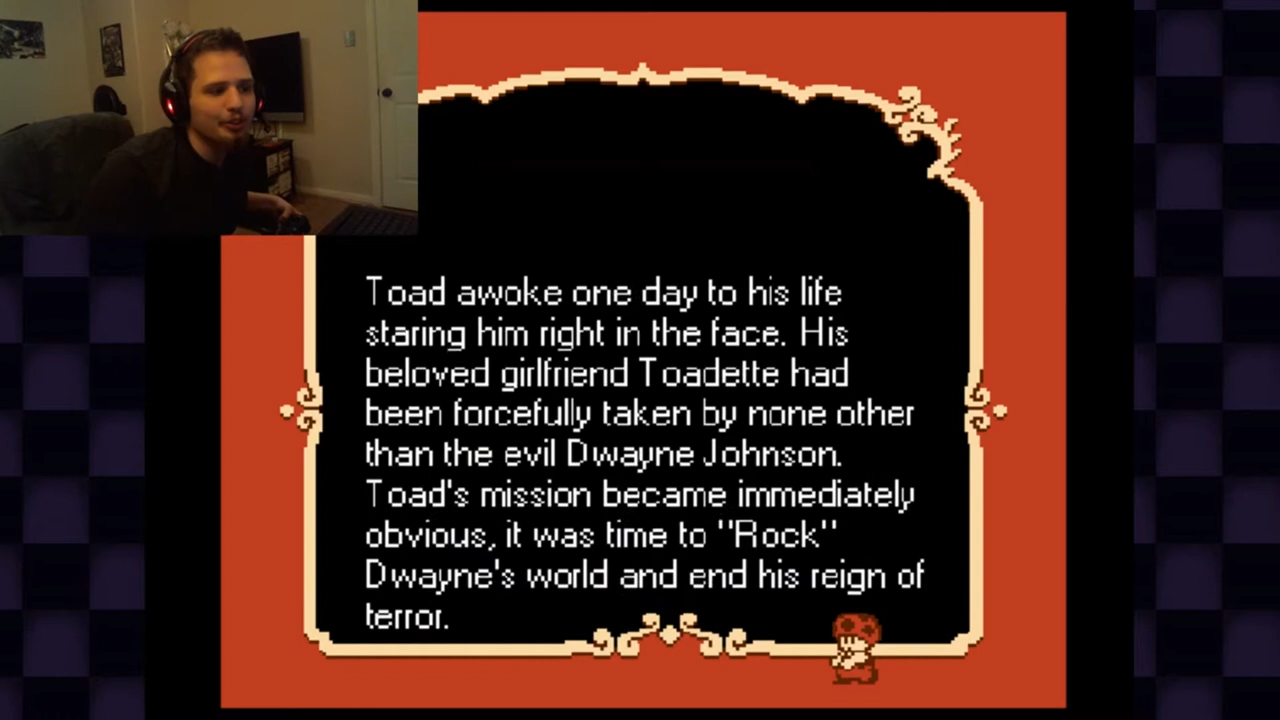 Toad awoke one day to his life
staring him right in the face. His
beloved girlfriend Toadette had
been forcefully taken by none other
than the evil Dwayne Johnson.
Toad's mission became immediately
obvious, it was time to "Rock"
Dwayne's world and end his reign of
terror.